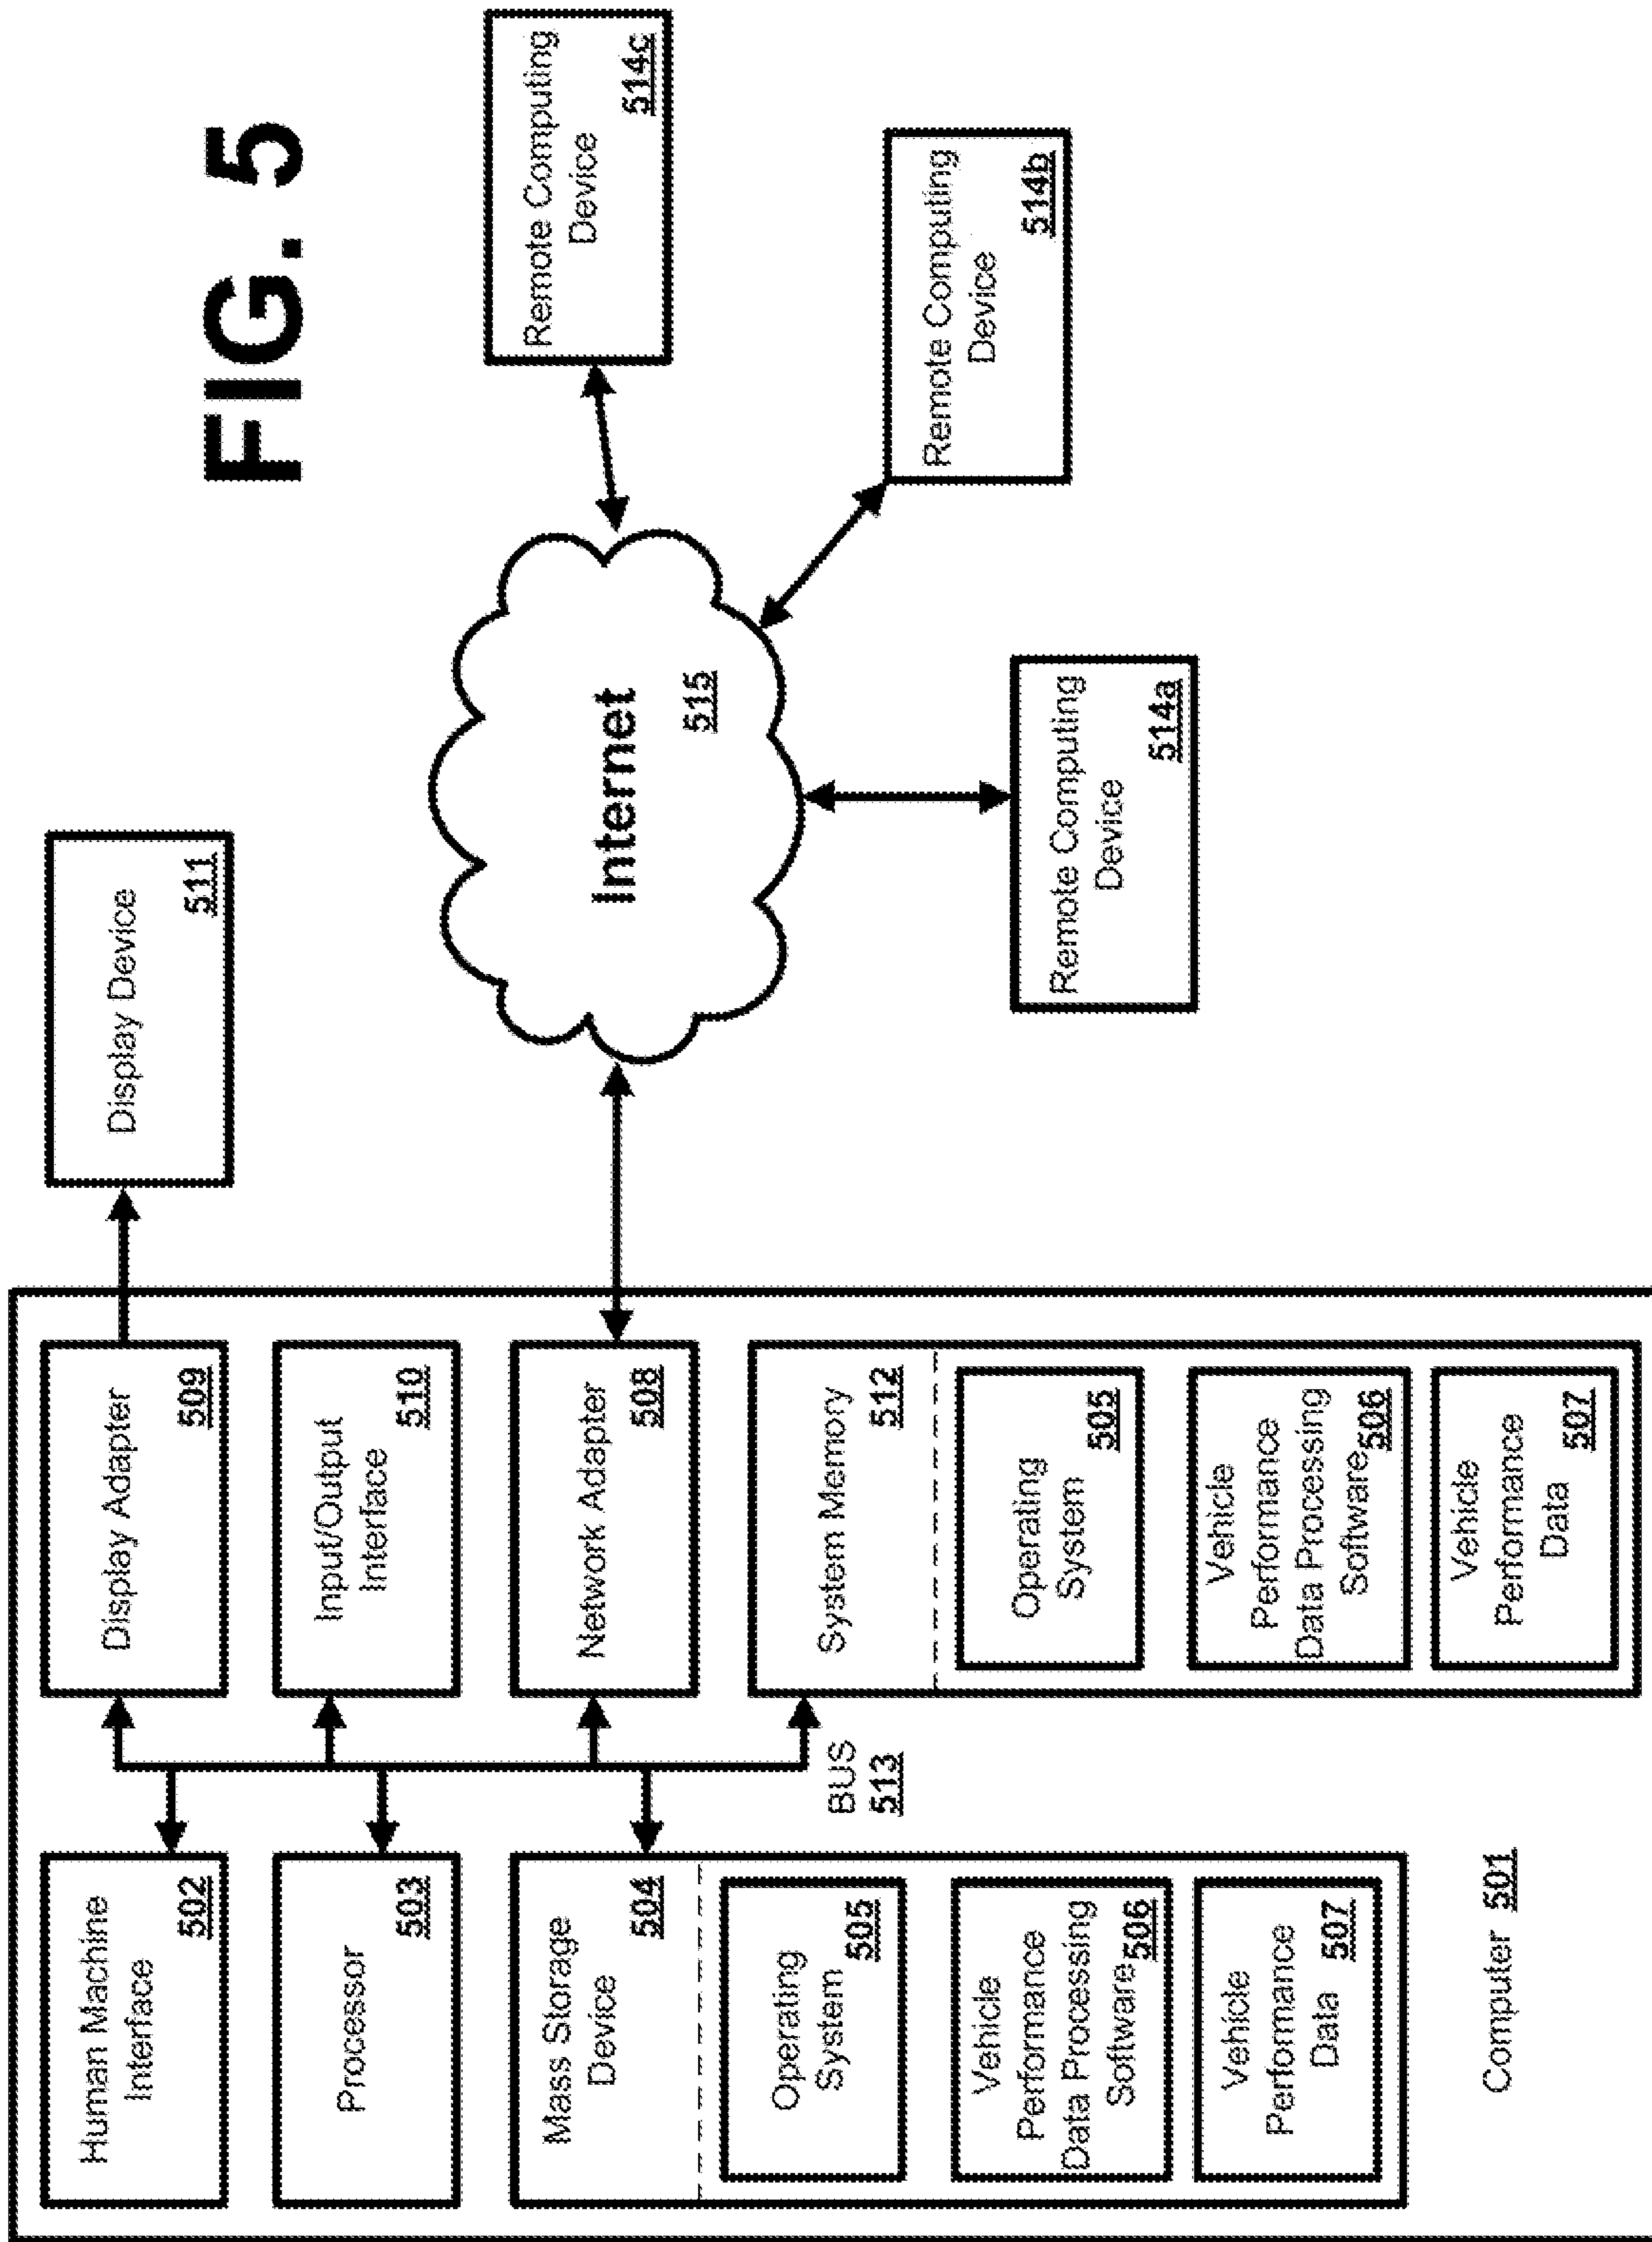 FIG. 5
Human Machine
Interface
502
Processor
503
Mass Storage
Device
504
Operating
System
505
Vehicle
Performance
Data Processing
Software
506
Vehicle
Performance
Data
507
Computer 501
BUS
513
Display Adapter
509
Input/Output
Interface
510
Network Adapter
508
System Memory
512
Operating
System
505
Vehicle
Performance
Data Processing
Software
506
Vehicle
Performance
Data
507
Display Device
511
Internet
515
Remote Computing
Device
514a
Remote Computing
Device
514b
Remote Computing
Device
514c